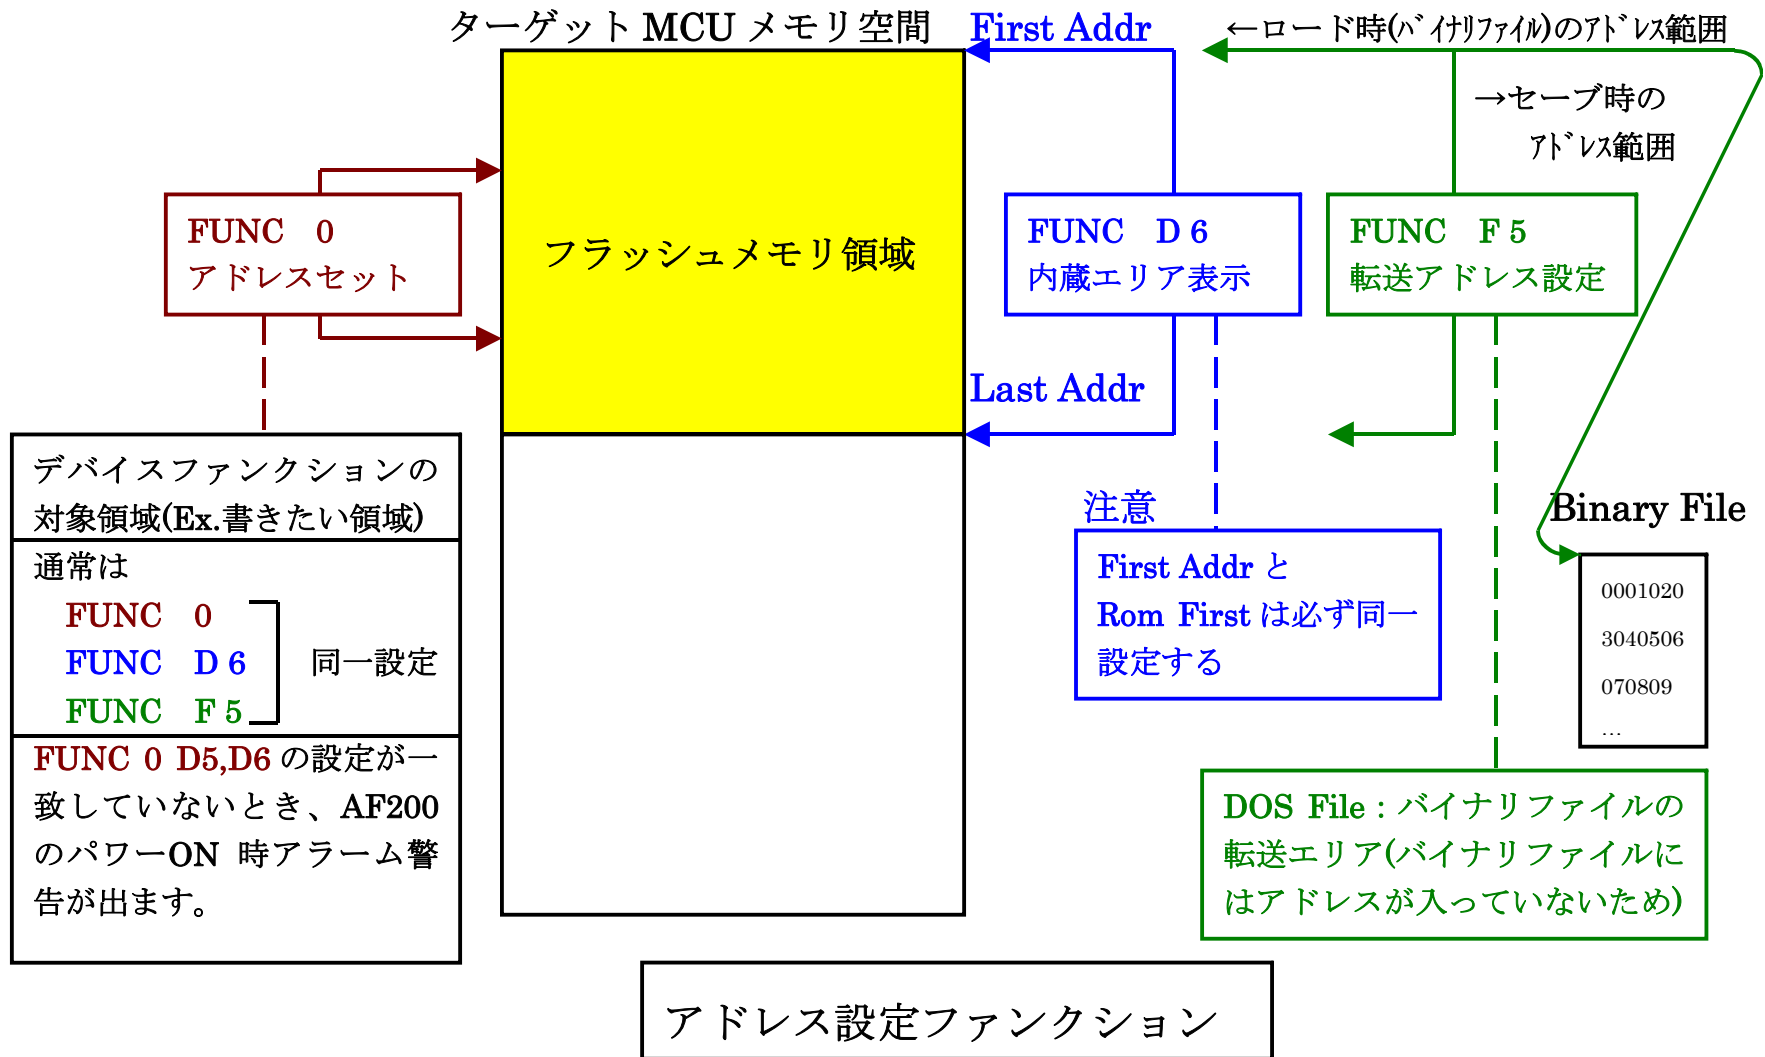 ターゲット MCU メモリ空間
First Addr
←ロード時(ﾊﾞｲﾅﾘﾌｧｲﾙ)のｱﾄﾞﾚｽ範囲
→セーブ時の
ｱﾄﾞﾚｽ範囲
FUNC 0
アドレスセット
フラッシュメモリ領域
FUNC D 6
内蔵エリア表示
FUNC F 5
転送アドレス設定
Last Addr
デバイスファンクションの
対象領域(Ex.書きたい領域)
通常は
FUNC 0
FUNC D 6
FUNC F 5
同一設定
FUNC 0 D5,D6 の設定が一
致していないとき、AF200
のパワーON 時アラーム警
告が出ます。
注意
First Addr と
Rom First は必ず同一
設定する
Binary File
0001020
3040506
070809
…
DOS File : バイナリファイルの
転送エリア(バイナリファイルに
はアドレスが入っていないため)
アドレス設定ファンクション